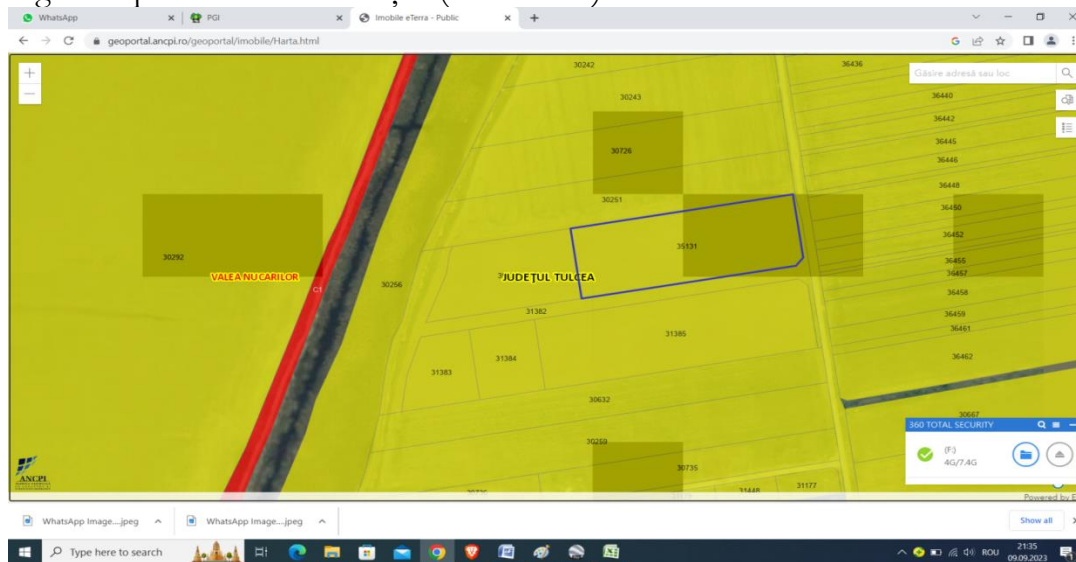 WhatsApp
PGI
Imobile eTerra - Public
geoportal.ancpi.ro/geoportal/imobile/Harta.html
Găsire adresă sau loc
30242
36436
30243
36440
36442
36445
30726
36446
36448
30251
36450
36452
35131
30292
36455
VALEA NUCARILOR
JUDEȚUL TULCEA
36457
C1
30256
36458
31382
36459
36461
31385
31384
36462
31383
30632
30667
360 TOTAL SECURITY
30259
(F:)
4G/7.4G
30735
31177
31448
ANCPI
Powered by E
WhatsApp Image....jpeg
WhatsApp Image....jpeg
Show all
Type here to search
ROU
21:35
09.09.2023